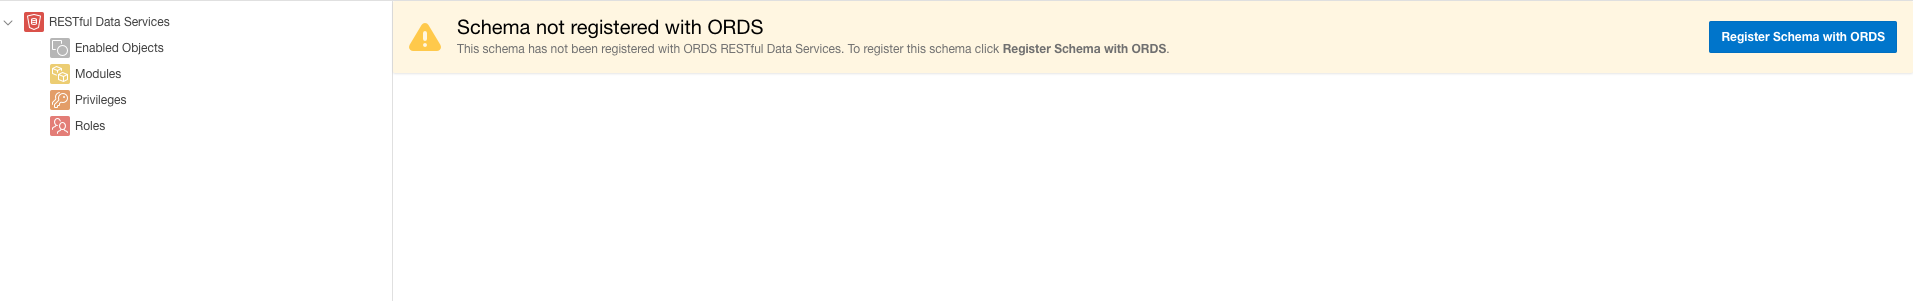 RESTful Data Services
Enabled Objects
Modules
Privileges
Roles
Schema not registered with ORDS
This schema has not been registered with ORDS RESTful Data Services. To register this schema click Register Schema with ORDS.
Register Schema with ORDS